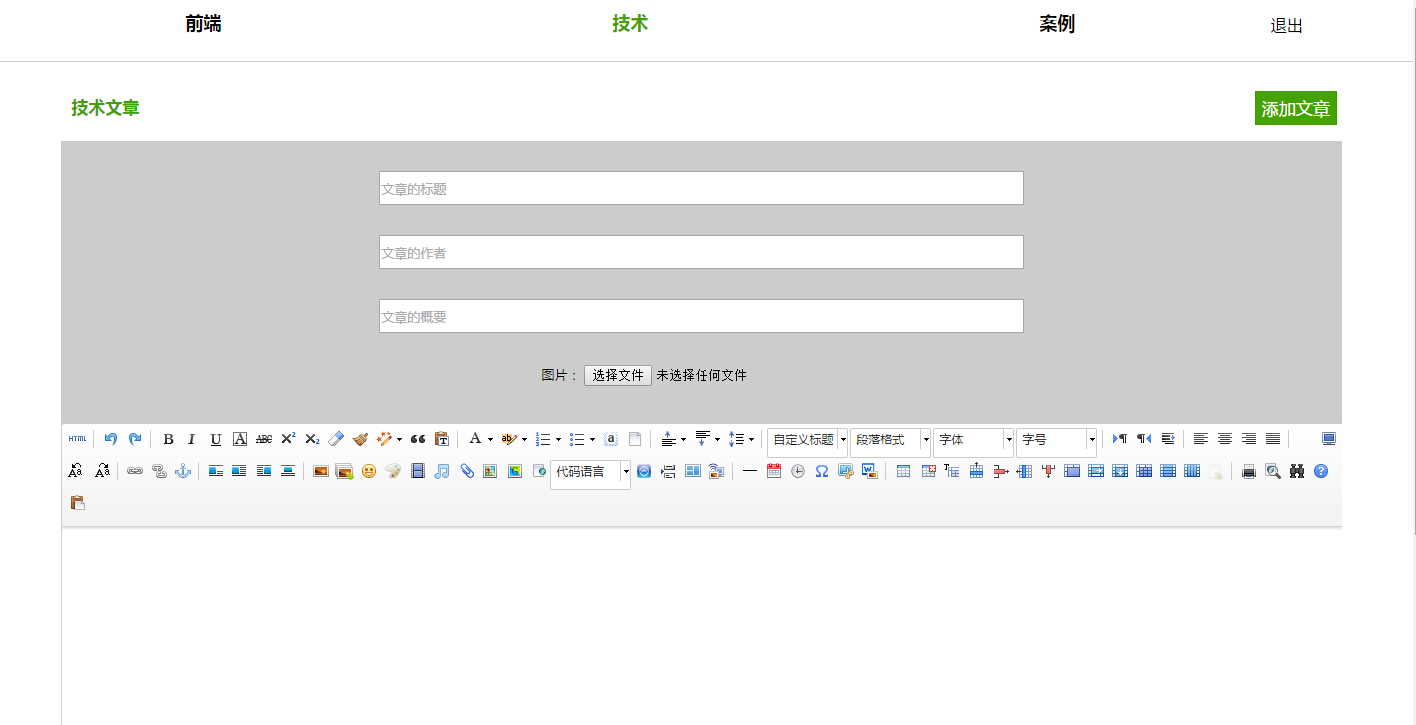 前端 技术 案例 退出
技术文章 添加文章
文章的标题
文章的作者
文章的概要
图片： 选择文件 未选择任何文件
HTML B I U A ABC X² X₂ A ab 自定义标题 段落格式 字体 字号
代码语言